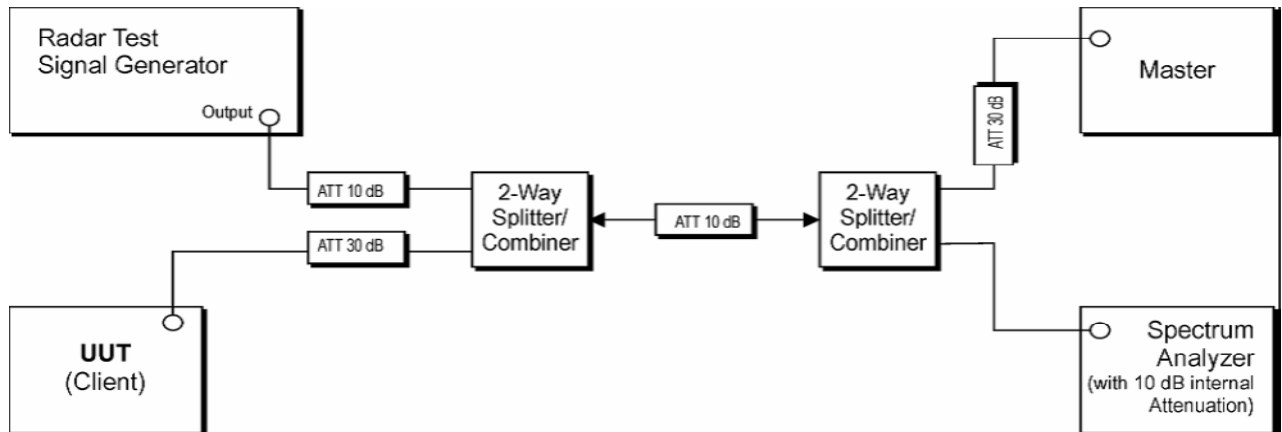 Radar Test
Signal Generator
Output
ATT 10 dB
ATT 30 dB
UUT
(Client)
2-Way
Splitter/
Combiner
ATT 10 dB
2-Way
Splitter/
Combiner
ATT 30 dB
Master
Spectrum
Analyzer
(with 10 dB internal
Attenuation)